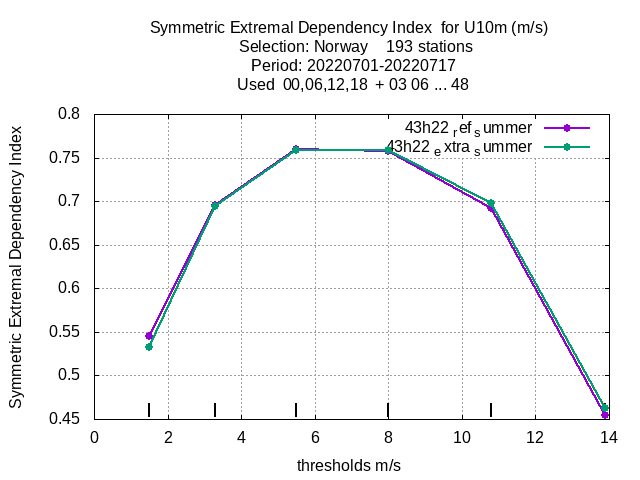 Symmetric Extremal Dependency Index for U10m (m/s)
Selection: Norway 193 stations
Period: 20220701-20220717
Used 00,06,12,18 + 03 06 ... 48
43h22 ref summer
43h22 extra summer
Symmetric Extremal Dependency Index
0.8
0.75
0.7
0.65
0.6
0.55
0.5
0.45
0 2 4 6 8 10 12 14
thresholds m/s